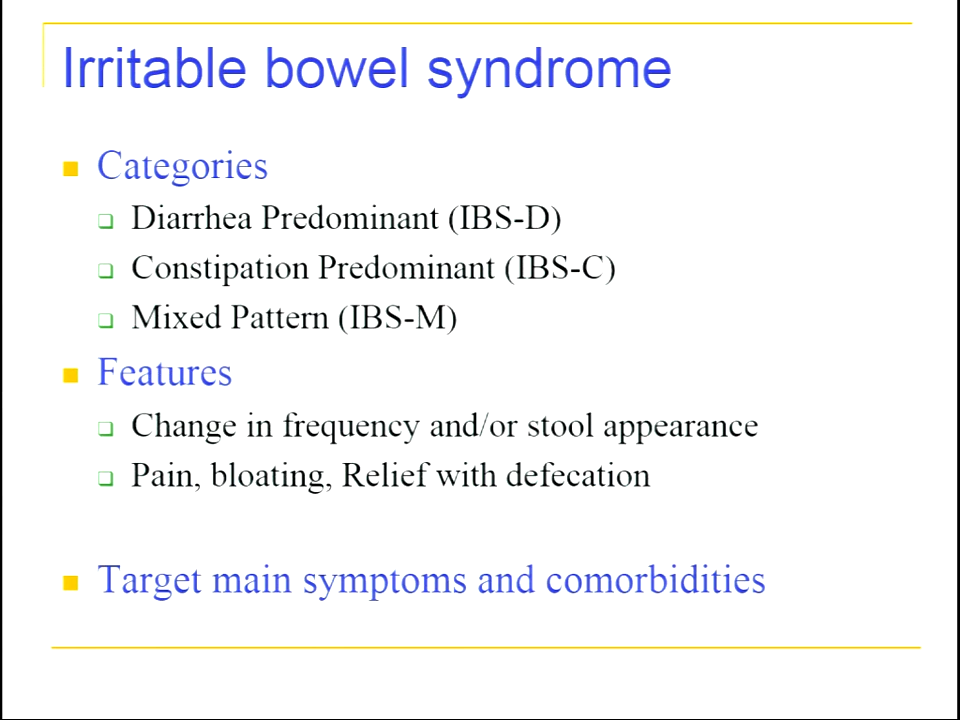 Irritable bowel syndrome
Categories
Diarrhea Predominant (IBS-D)
Constipation Predominant (IBS-C)
Mixed Pattern (IBS-M)
Features
Change in frequency and/or stool appearance
Pain, bloating, Relief with defecation
Target main symptoms and comorbidities